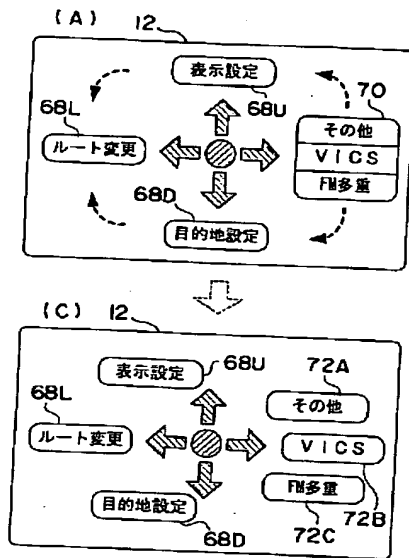 (A) 12
表示設定
68L 68U 70
ルート変更
その他
VICS
FM多重
68D
目的地設定
(C) 12
表示設定
68U 72A
68L
その他
ルート変更
VICS
FM多重
目的地設定
72B
68D 72C